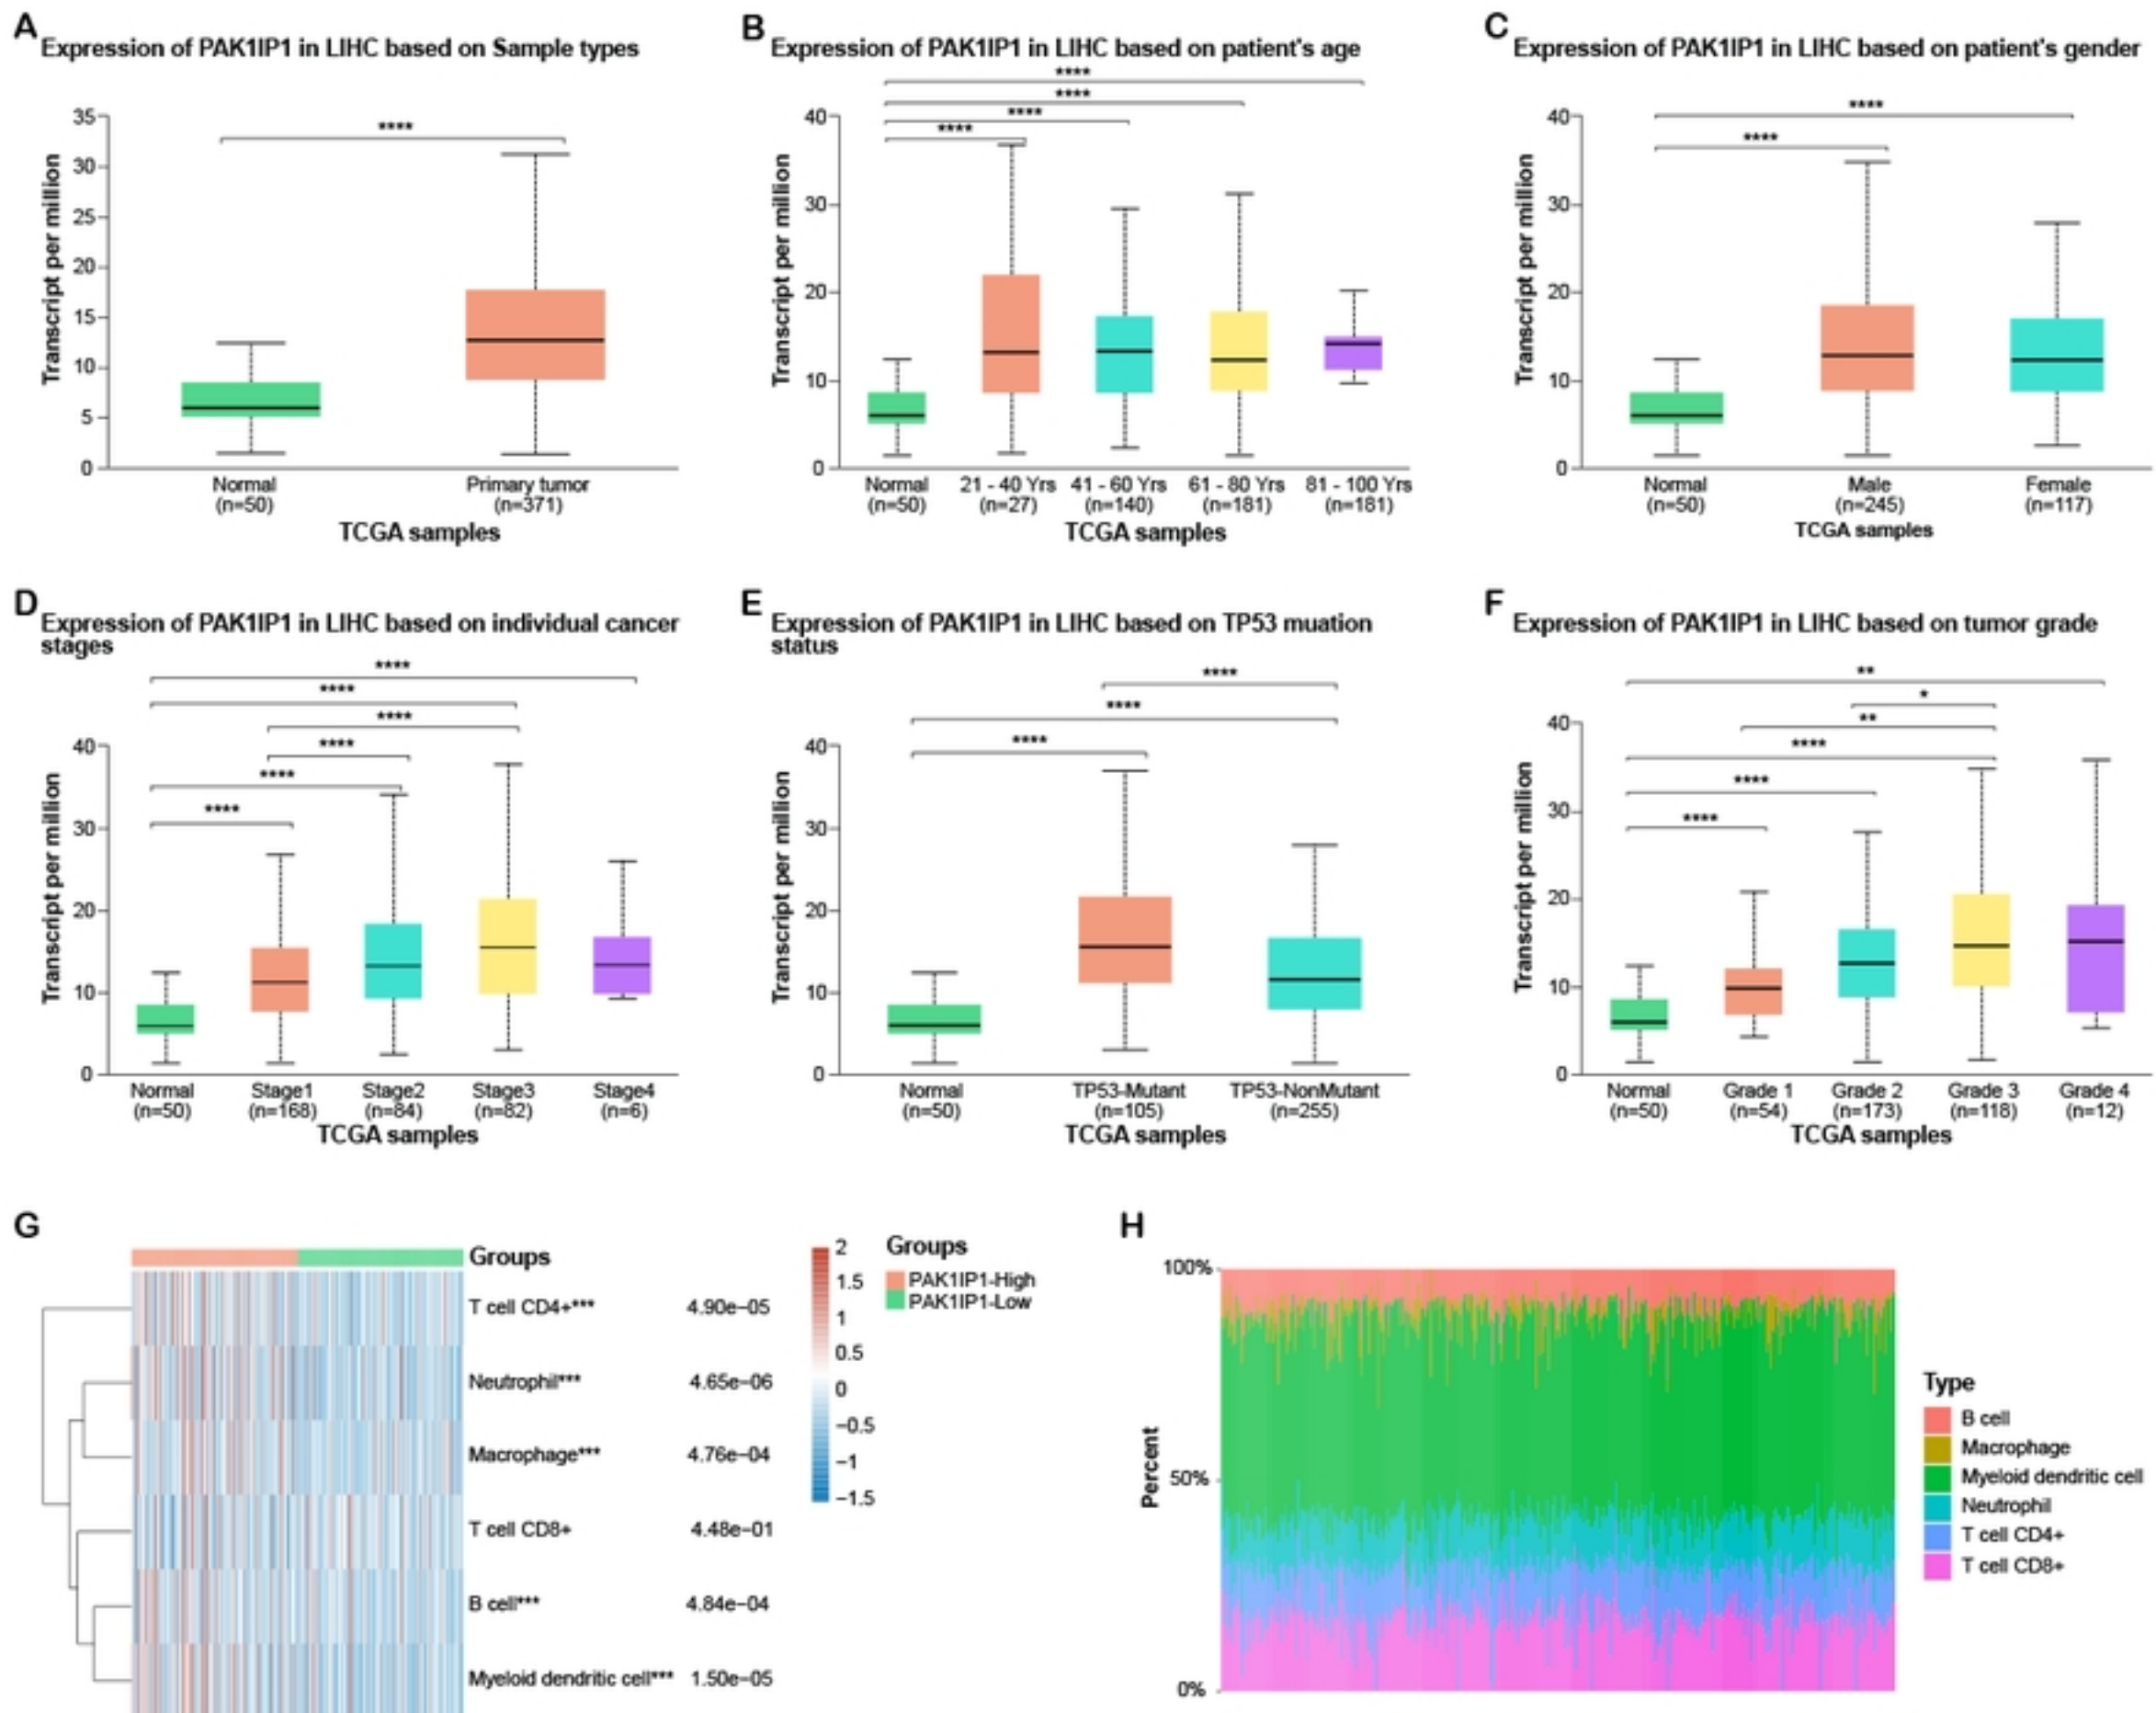 A
Expression of PAK1IP1 in LIHC based on Sample types
Transcript per million
35
30
25
20
15
10
5
0
****
Normal
(n=50)
Primary tumor
(n=371)
TCGA samples
B
Expression of PAK1IP1 in LIHC based on patient's age
Transcript per million
40
30
20
10
0
****
****
****
****
Normal
(n=50)
21 - 40 Yrs
(n=27)
41 - 60 Yrs
(n=140)
61 - 80 Yrs
(n=181)
81 - 100 Yrs
(n=181)
TCGA samples
C
Expression of PAK1IP1 in LIHC based on patient's gender
Transcript per million
40
30
20
10
0
****
****
Normal
(n=50)
Male
(n=245)
Female
(n=117)
TCGA samples
D
Expression of PAK1IP1 in LIHC based on individual cancer
stages
Transcript per million
40
30
20
10
0
****
****
****
****
****
****
Normal
(n=50)
Stage1
(n=168)
Stage2
(n=84)
Stage3
(n=82)
Stage4
(n=6)
TCGA samples
E
Expression of PAK1IP1 in LIHC based on TP53 muation
status
Transcript per million
40
30
20
10
0
****
****
****
Normal
(n=50)
TP53-Mutant
(n=105)
TP53-NonMutant
(n=255)
TCGA samples
F
Expression of PAK1IP1 in LIHC based on tumor grade
Transcript per million
40
30
20
10
0
**
*
**
****
****
****
Normal
(n=50)
Grade 1
(n=54)
Grade 2
(n=173)
Grade 3
(n=118)
Grade 4
(n=12)
TCGA samples
G
Groups
T cell CD4+*** 4.90e−05
Neutrophil*** 4.65e−06
Macrophage*** 4.76e−04
T cell CD8+ 4.48e−01
B cell*** 4.84e−04
Myeloid dendritic cell*** 1.50e−05
2
1.5
1
0.5
0
−0.5
−1
−1.5
Groups
PAK1IP1-High
PAK1IP1-Low
H
Percent
100%
50%
0%
Type
B cell
Macrophage
Myeloid dendritic cell
Neutrophil
T cell CD4+
T cell CD8+